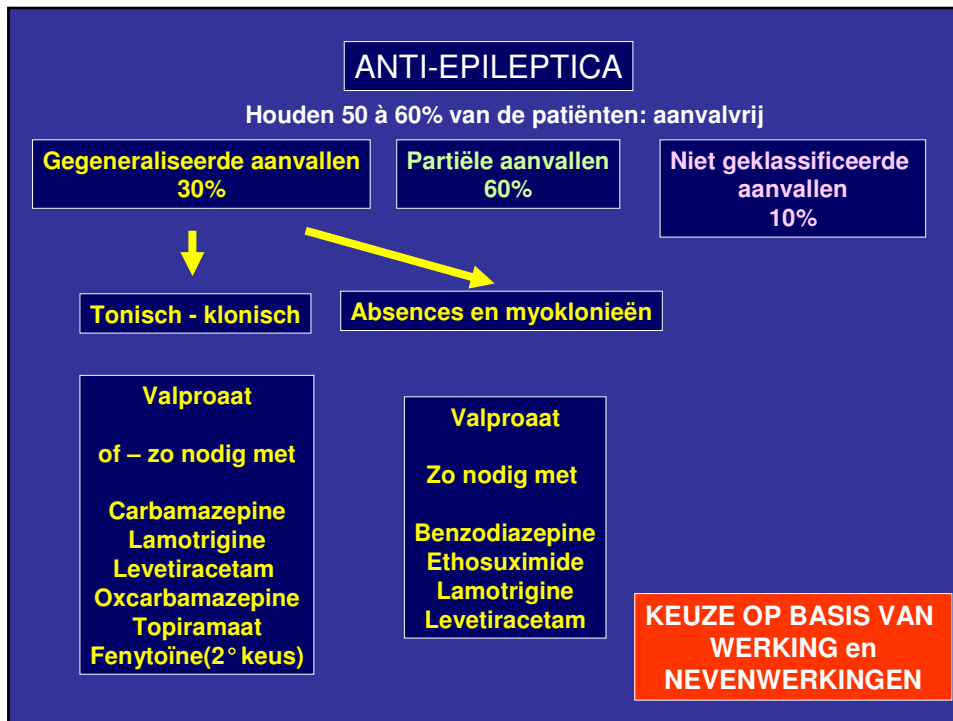 ANTI-EPILEPTICA
Houden 50 à 60% van de patiënten: aanvalvrij
Gegeneraliseerde aanvallen
30%
Partiële aanvallen
60%
Niet geklassificeerde
aanvallen
10%
Tonisch - klonisch
Absences en myoklonieën
Valproaat
of – zo nodig met
Carbamazepine
Lamotrigine
Levetiracetam
Oxcarbamazepine
Topiramaat
Fenytoïne(2° keus)
Valproaat
Zo nodig met
Benzodiazepine
Ethosuximide
Lamotrigine
Levetiracetam
KEUZE OP BASIS VAN
WERKING en
NEVENWERKINGEN